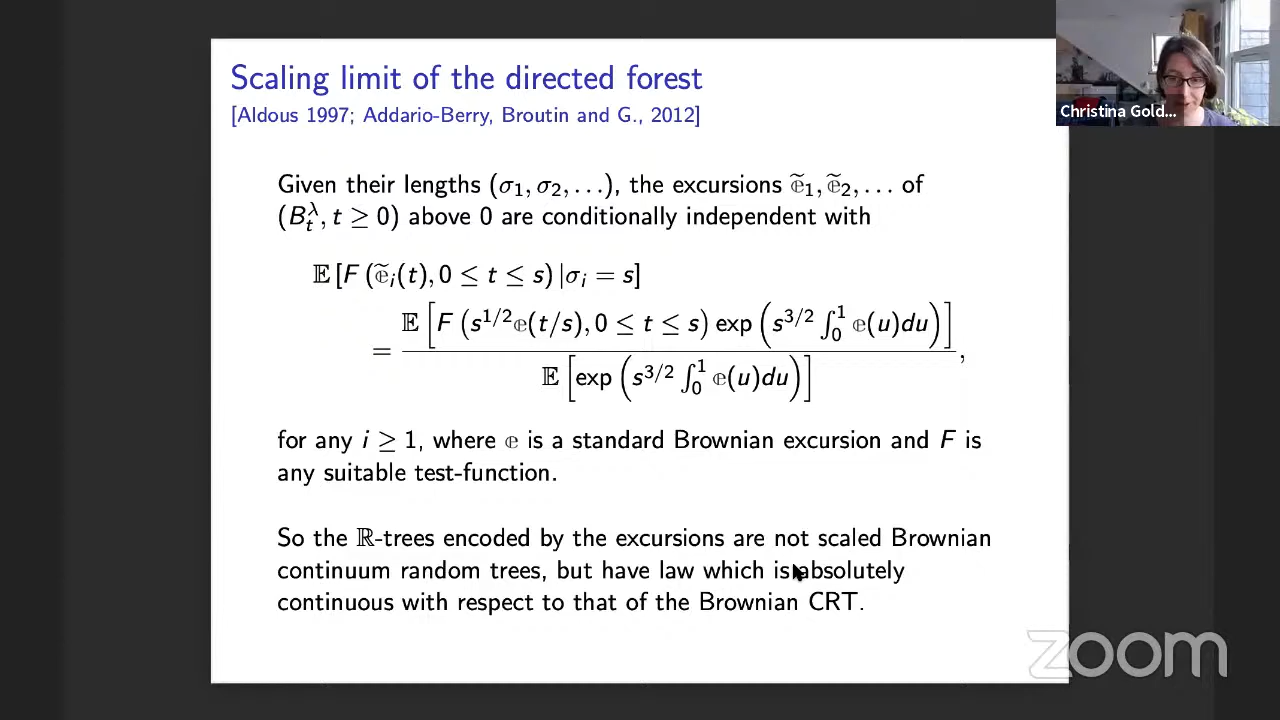 Scaling limit of the directed forest
[Aldous 1997; Addario-Berry, Broutin and G., 2012]
Given their lengths (σ₁, σ₂, …), the excursions ẽ₁, ẽ₂, … of
(B_t^λ, t ≥ 0) above 0 are conditionally independent with
𝔼 [F (ẽ_i(t), 0 ≤ t ≤ s) |σ_i = s]
= 𝔼 [F (s^{1/2}𝕖(t/s), 0 ≤ t ≤ s) exp (s^{3/2} ∫₀¹ 𝕖(u)du)]
𝔼 [exp (s^{3/2} ∫₀¹ 𝕖(u)du)] ,
for any i ≥ 1, where 𝕖 is a standard Brownian excursion and F is
any suitable test-function.
So the ℝ-trees encoded by the excursions are not scaled Brownian
continuum random trees, but have law which is absolutely
continuous with respect to that of the Brownian CRT.
Christina Gold...
zoom